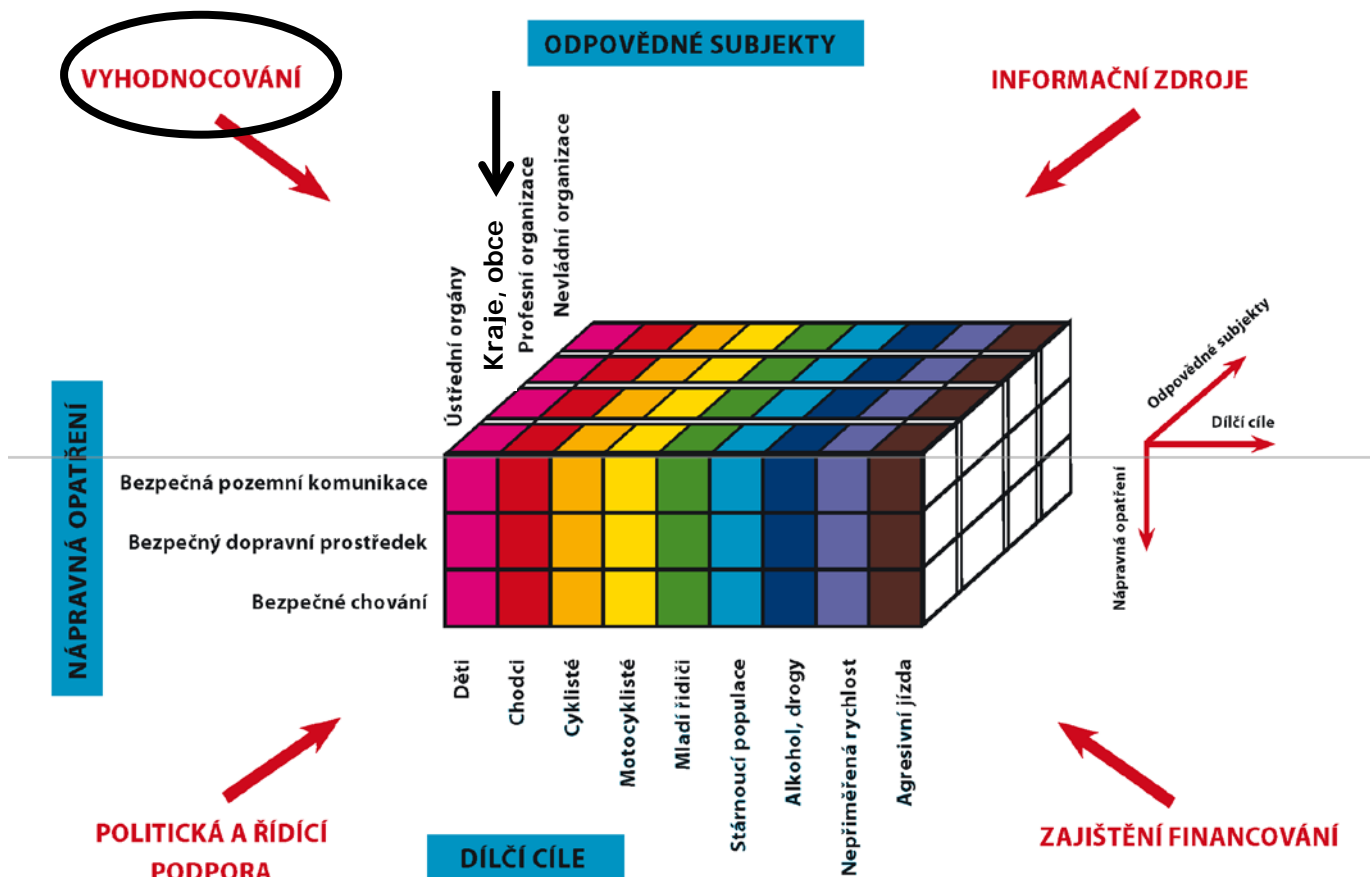 ODPOVĚDNÉ SUBJEKTY
VYHODNOCOVÁNÍ
INFORMAČNÍ ZDROJE
Ústřední orgány
Kraje, obce
Profesní organizace
Nevládní organizace
Odpovědné subjekty
Dílčí cíle
Nápravná opatření
NÁPRAVNÁ OPATŘENÍ
Bezpečná pozemní komunikace
Bezpečný dopravní prostředek
Bezpečné chování
Děti
Chodci
Cyklisté
Motocyklisté
Mladí řidiči
Stárnoucí populace
Alkohol, drogy
Nepřiměřená rychlost
Agresivní jízda
POLITICKÁ A ŘÍDÍCÍ
PODPORA
DÍLČÍ CÍLE
ZAJIŠTĚNÍ FINANCOVÁNÍ